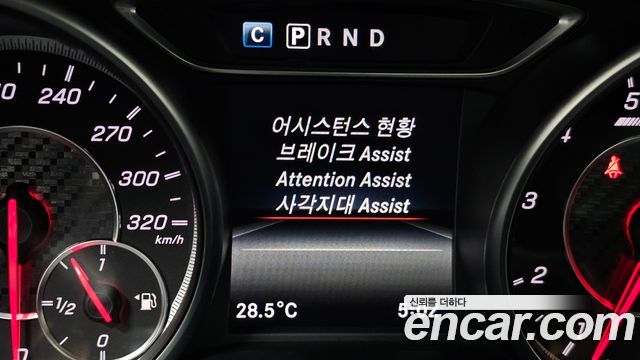 C P R N D
어시스턴스 현황
브레이크 Assist
Attention Assist
사각지대 Assist
240
270
300
320
km/h
1
1/2
0
28.5°C
5
4
3
2
1
0
신뢰를 더하다
encar.com